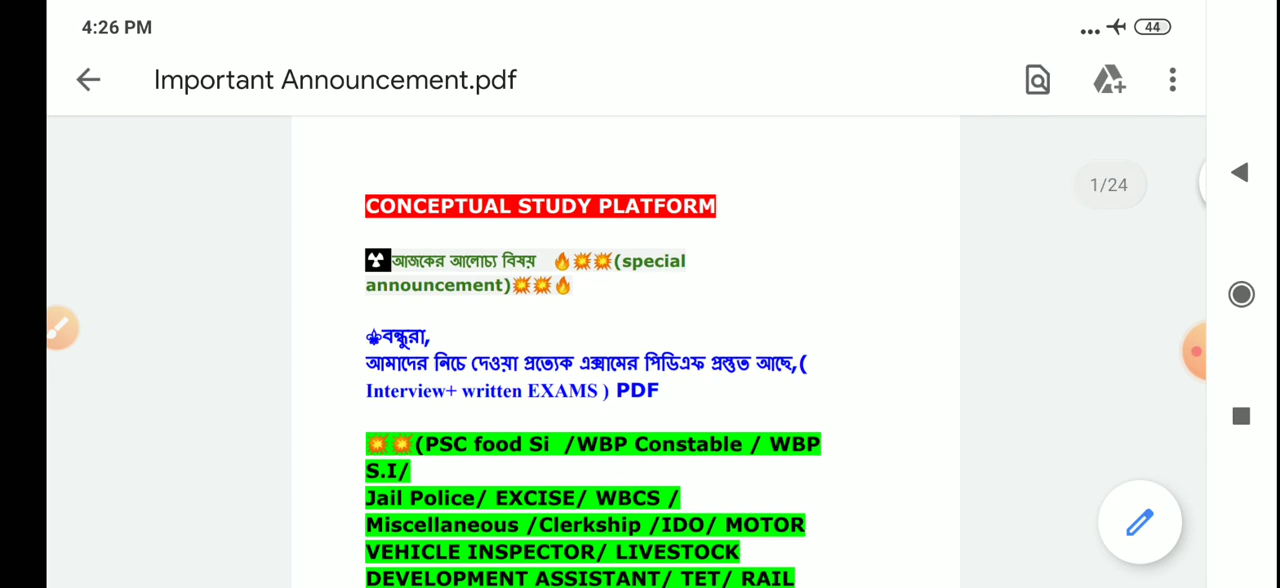 4:26 PM
44
Important Announcement.pdf
1/24
CONCEPTUAL STUDY PLATFORM
☢আজকের আলোচ্য বিষয় 🔥💥💥(special
announcement)💥💥🔥
⚜বন্ধুরা,
আমাদের নিচে দেওয়া প্রত্যেক এক্সামের পিডিএফ প্রস্তুত আছে,(
Interview+ written EXAMS ) PDF
💥💥(PSC food Si /WBP Constable / WBP
S.I/
Jail Police/ EXCISE/ WBCS /
Miscellaneous /Clerkship /IDO/ MOTOR
VEHICLE INSPECTOR/ LIVESTOCK
DEVELOPMENT ASSISTANT/ TET/ RAIL